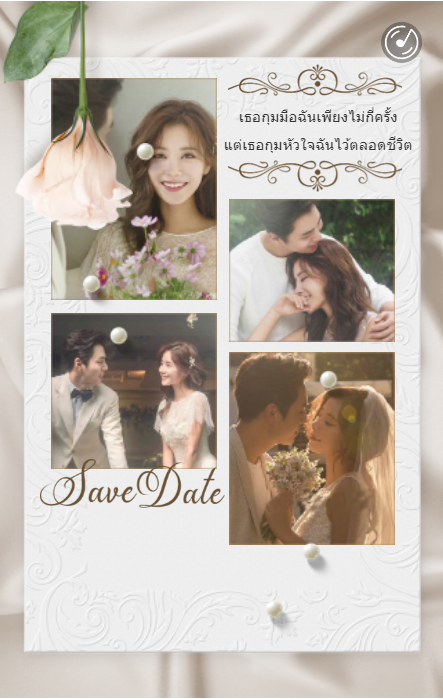 เธอกุมมือฉันเพียงไม่กี่ครั้ง
แต่เธอกุมหัวใจฉันไว้ตลอดชีวิต
Save Date